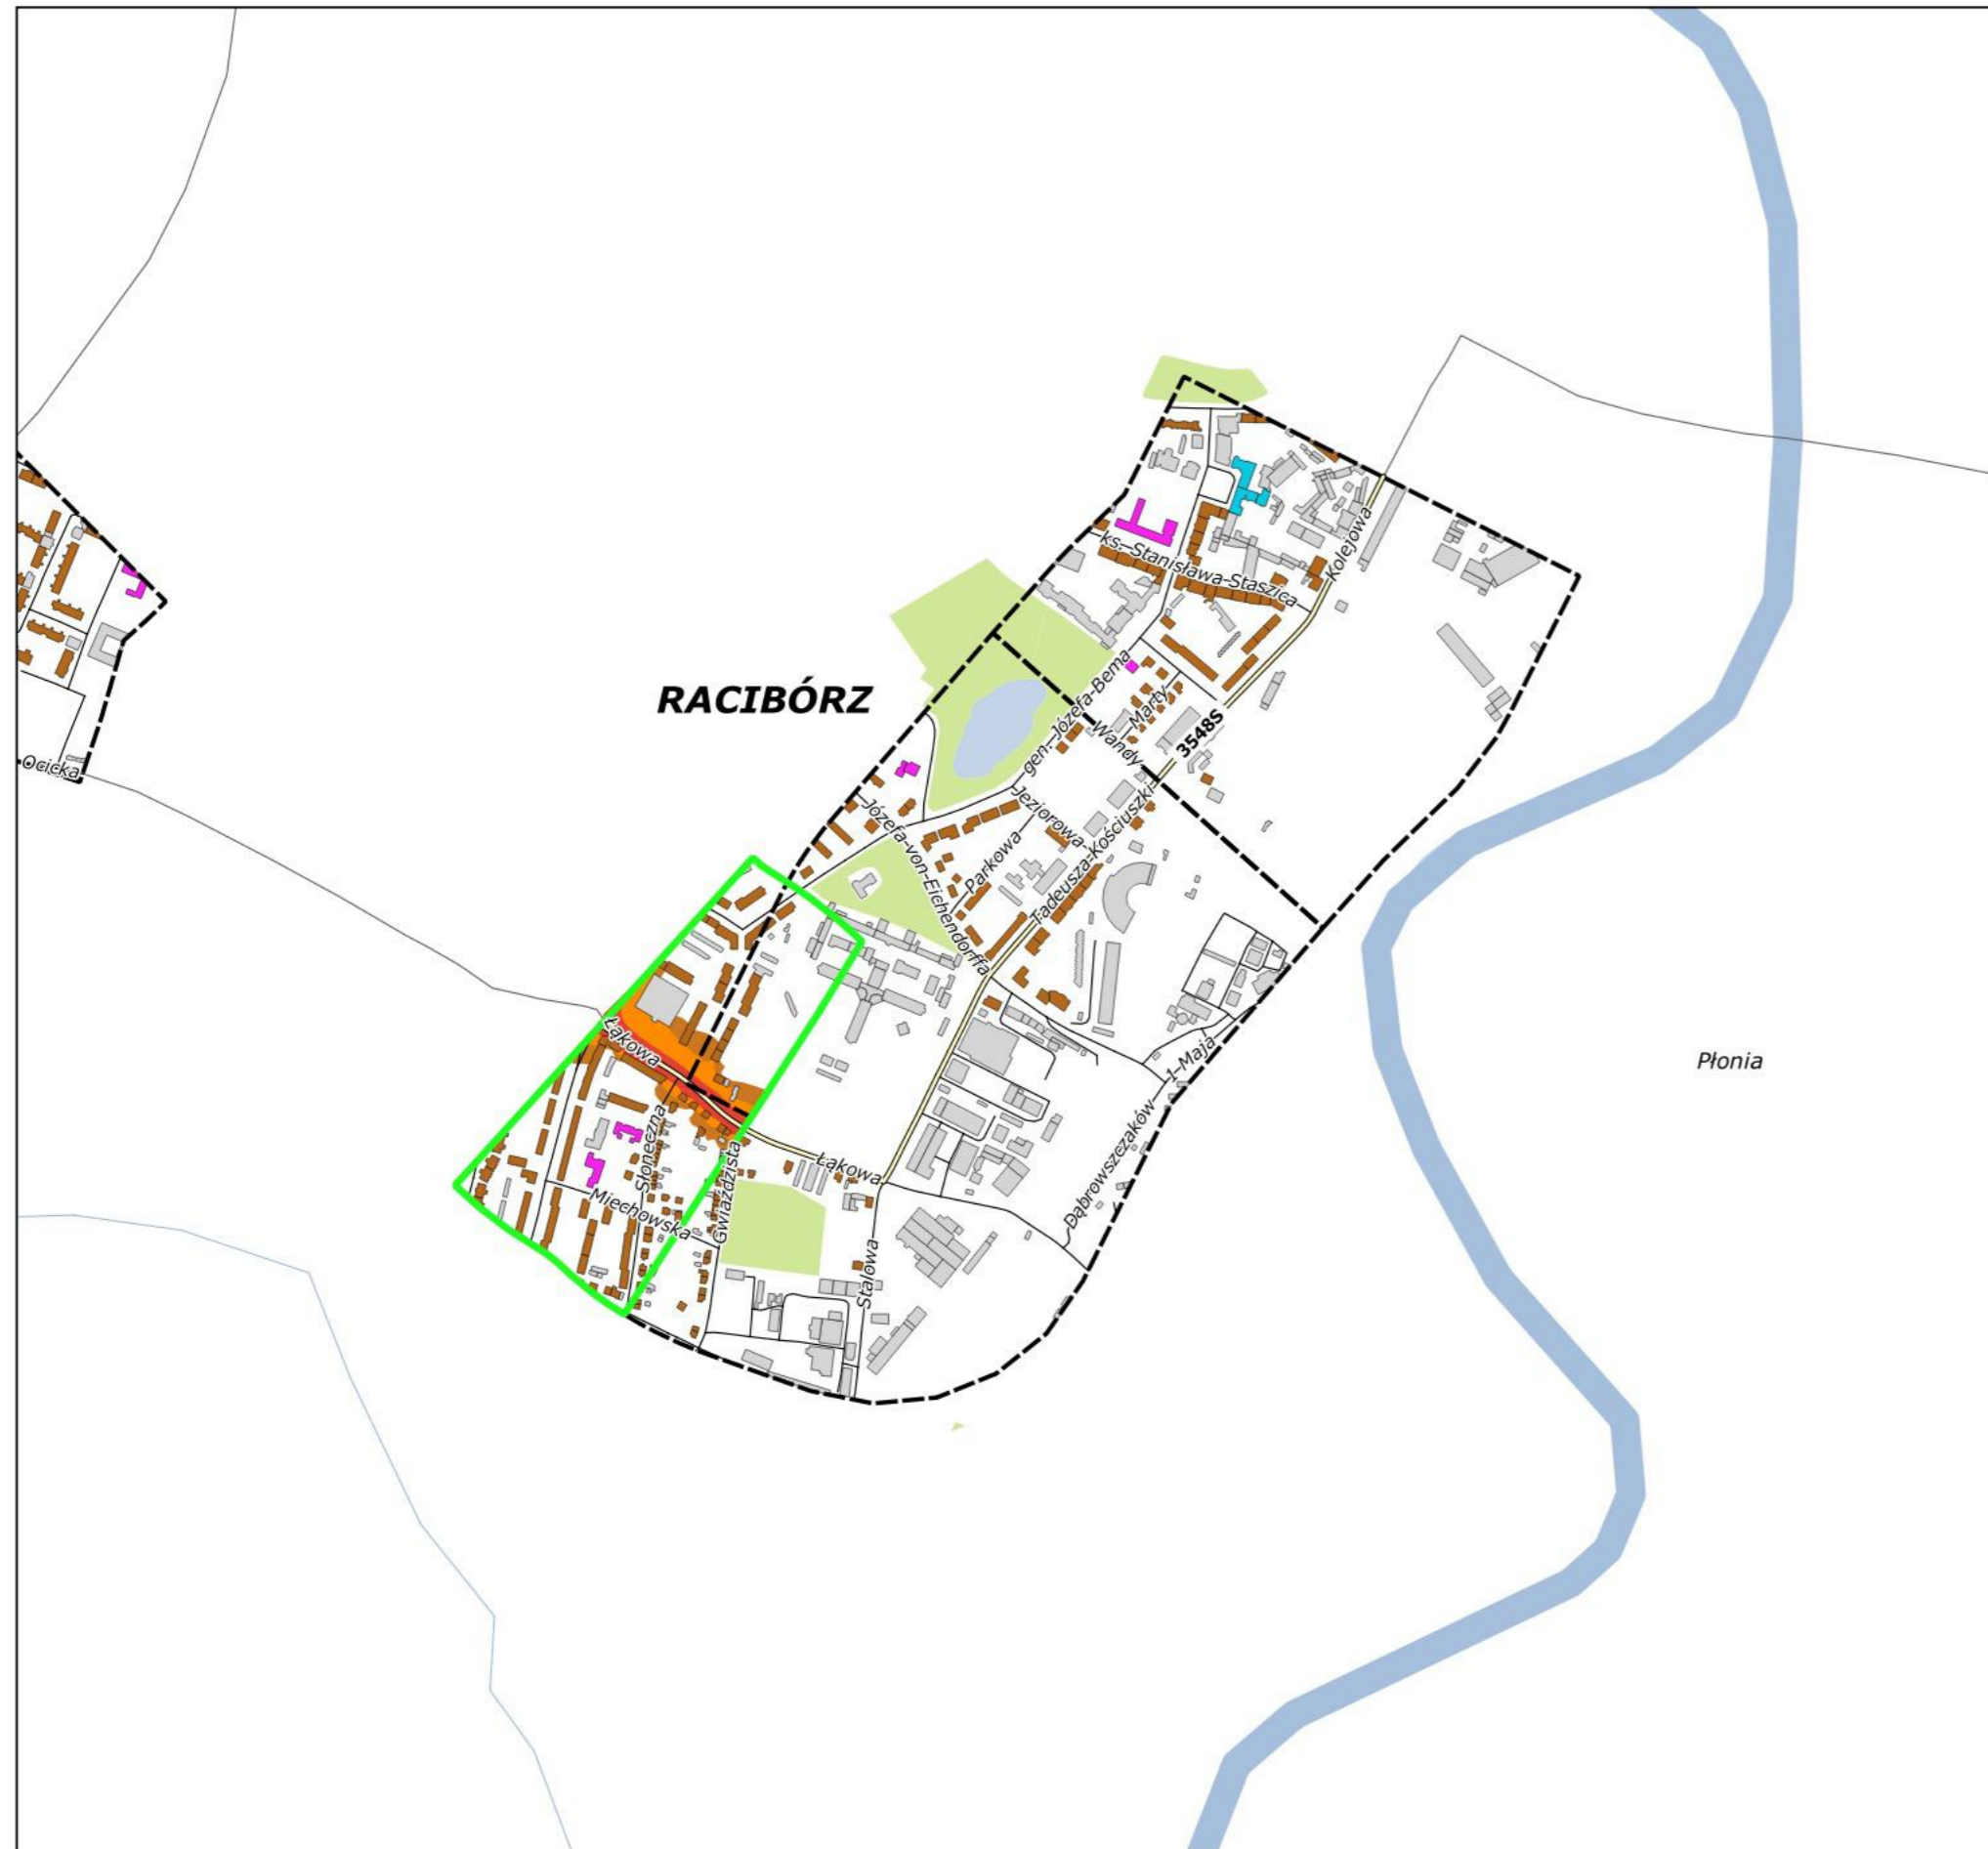 Kolejowa
ks. Stanisława Staszica
RACIBÓRZ
gen. Józefa Bema
Marty
Wandy
3548S
Ocicka
Jeziorowa
Józefa von Eichendorffa
Parkowa
Tadeusza Kościuszki
Łąkowa
1 Maja
Płonia
Słoneczna
Gwiaździsta
Łąkowa
Dąbrowszczaków
Miechowska
Stalowa